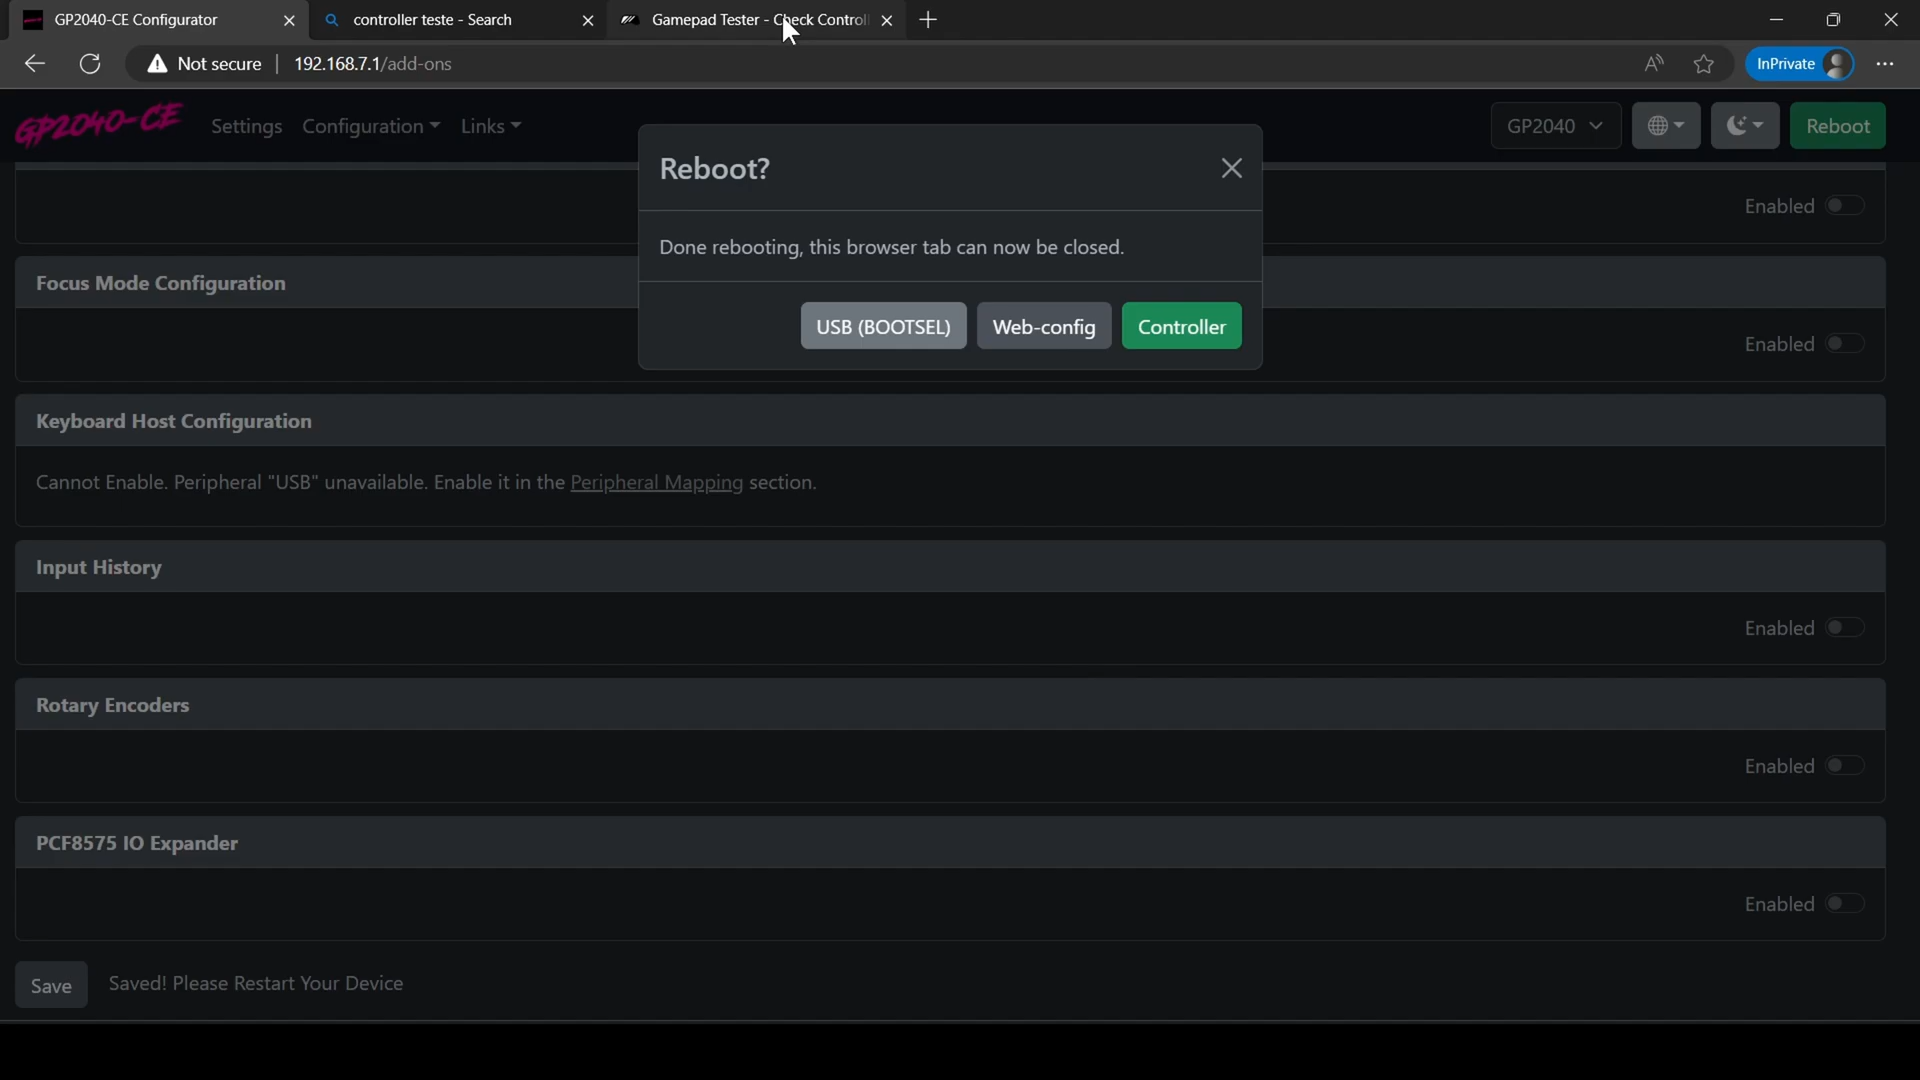 GP2040-CE Configurator
controller teste - Search
Gamepad Tester - Check Control
Not secure
192.168.7.1/add-ons
InPrivate
GP2040-CE
Settings
Configuration
Links
GP2040
Reboot
Reboot?
Done rebooting, this browser tab can now be closed.
USB (BOOTSEL)
Web-config
Controller
Enabled
Focus Mode Configuration
Enabled
Keyboard Host Configuration
Cannot Enable. Peripheral "USB" unavailable. Enable it in the Peripheral Mapping section.
Input History
Enabled
Rotary Encoders
Enabled
PCF8575 IO Expander
Enabled
Save
Saved! Please Restart Your Device